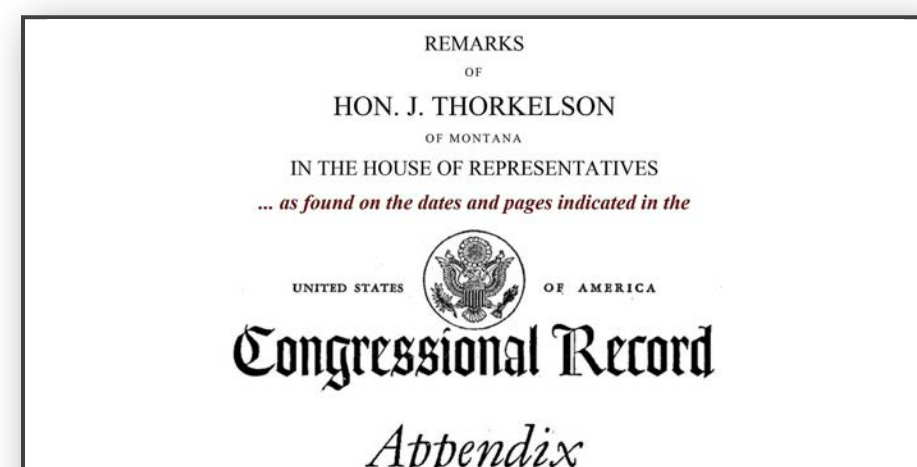 REMARKS
OF
HON. J. THORKELSON
OF MONTANA
IN THE HOUSE OF REPRESENTATIVES
... as found on the dates and pages indicated in the
UNITED STATES OF AMERICA
Congressional Record
Appendix